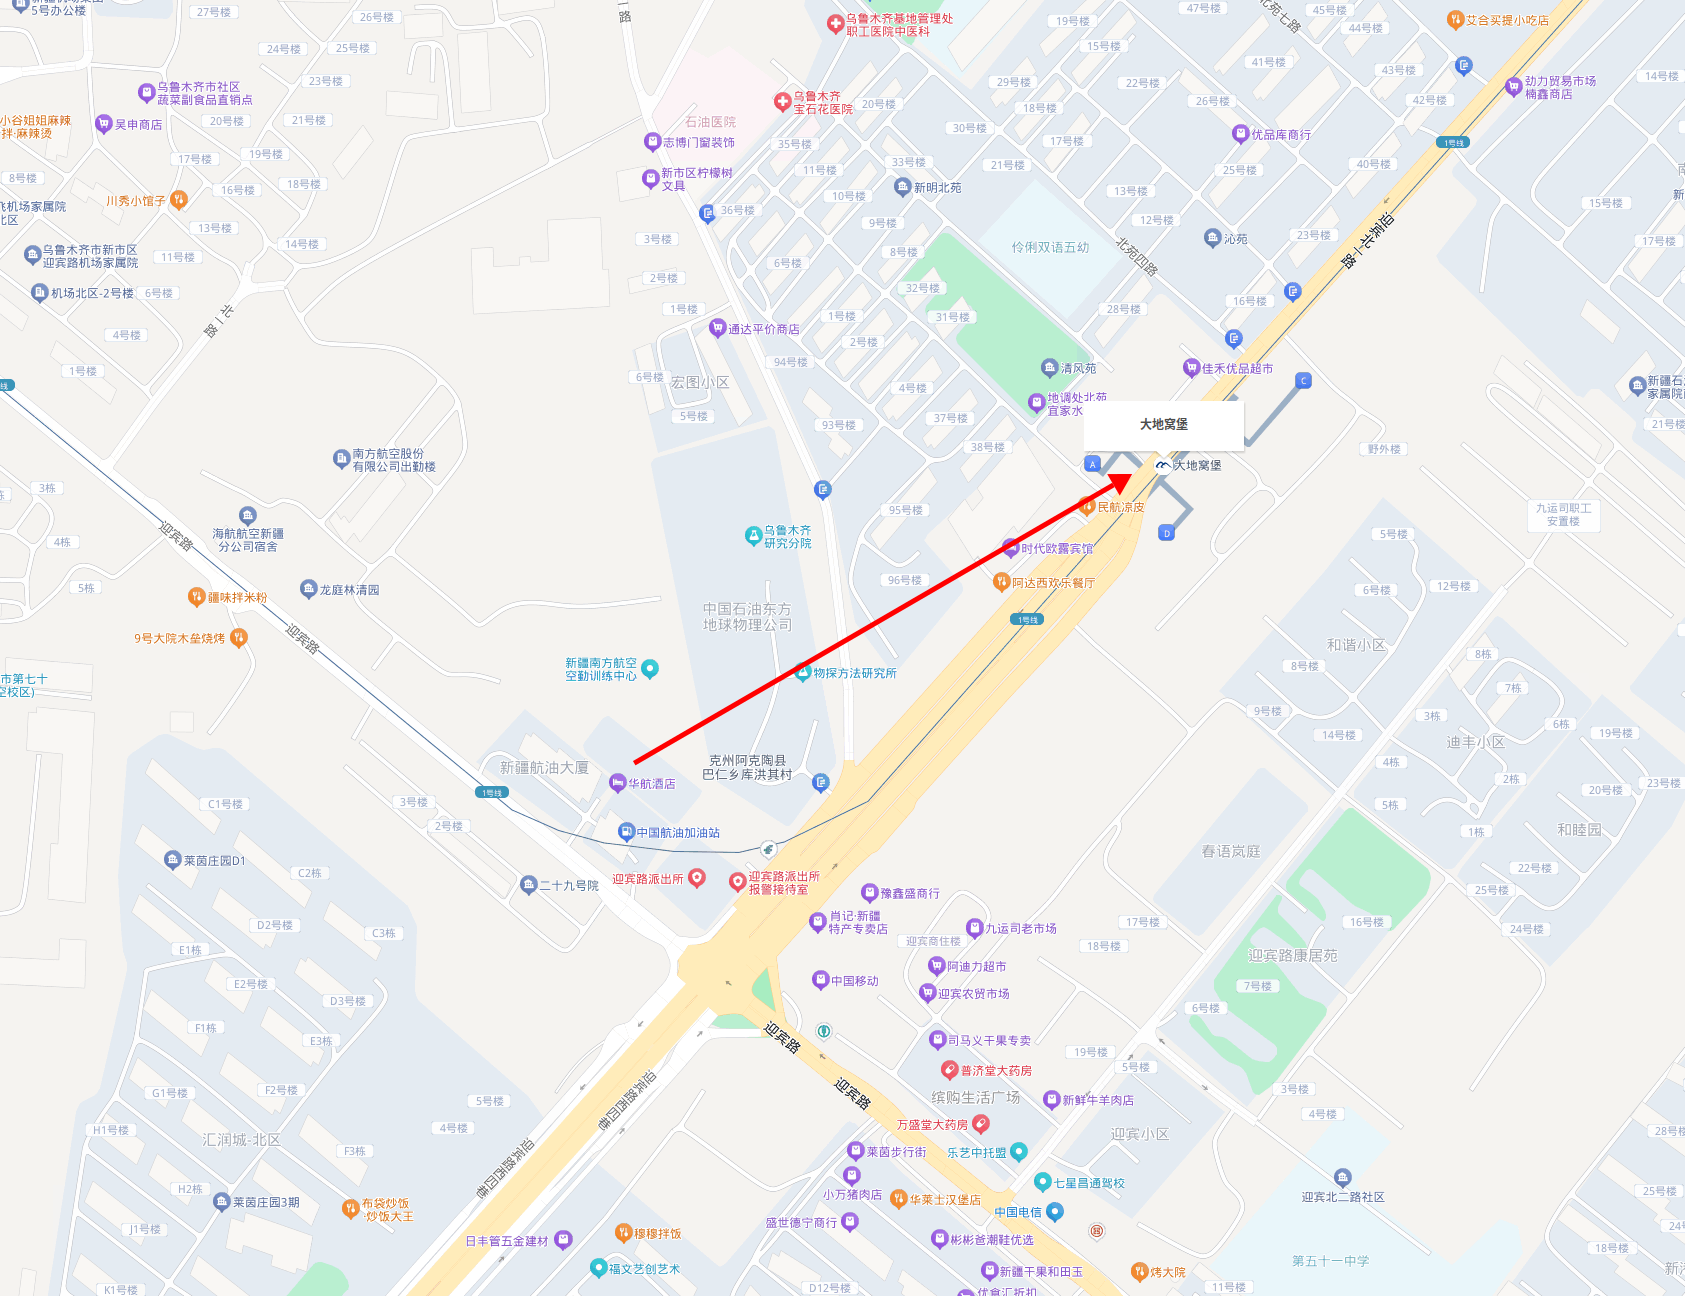 新疆机场集团
5号办公楼
27号楼
26号楼
24号楼
25号楼
23号楼
乌鲁木齐市社区
蔬菜副食品直销点
小谷姐姐麻辣
拌·麻辣烫
吴申商店
20号楼
21号楼
17号楼
19号楼
8号楼
16号楼
18号楼
川秀小馆子
飞机场家属院
北区
13号楼
14号楼
乌鲁木齐市新市区
迎宾路机场家属院
11号楼
机场北区-2号楼
6号楼
4号楼
北一路
1号楼
二路
乌鲁木齐基地管理处
职工医院中医科
石油医院
乌鲁木齐
宝石花医院
志博门窗装饰
新市区柠檬树
文具
36号楼
3号楼
2号楼
1号楼
通达平价商店
6号楼
宏图小区
5号楼
20号楼
35号楼
11号楼
33号楼
10号楼
新明北苑
9号楼
8号楼
6号楼
32号楼
31号楼
1号楼
2号楼
94号楼
4号楼
93号楼
37号楼
38号楼
95号楼
96号楼
19号楼
15号楼
29号楼
18号楼
30号楼
17号楼
21号楼
22号楼
26号楼
47号楼
45号楼
44号楼
北苑七路
41号楼
43号楼
42号楼
艾合买提小吃店
劲力贸易市场
楠鑫商店
14号楼
优品库商行
1号线
40号楼
25号楼
13号楼
12号楼
沁苑
23号楼
15号楼
17号楼
伶俐双语五幼
北苑四路
迎宾北一路
16号楼
28号楼
清风苑
佳禾优品超市
地调处北苑
宜家水
大地窝堡
大地窝堡
A
C
D
民航凉皮
时代欧露宾馆
阿达西欢乐餐厅
1号线
野外楼
新疆石
家属院
21号楼
九运司职工
安置楼
5号楼
12号楼
6号楼
和谐小区
8号楼
8栋
7栋
9号楼
3栋
6栋
14号楼
迪丰小区
19号楼
4栋
2栋
20号楼
23号楼
5栋
1栋
和睦园
22号楼
25号楼
24号楼
南方航空股份
有限公司出勤楼
3栋
海航航空新疆
分公司宿舍
4栋
迎宾路
5栋
龙庭林清园
疆味拌米粉
9号大院木垒烧烤
迎宾路
市第七十
空校区)
乌鲁木齐
研究分院
中国石油东方
地球物理公司
新疆南方航空
空勤训练中心
物探方法研究所
克州阿克陶县
巴仁乡库洪其村
新疆航油大厦
华航酒店
1号线
中国航油加油站
3号楼
2号楼
C1号楼
莱茵庄园D1
C2栋
二十九号院
迎宾路派出所
迎宾路派出所
报警接待室
D2号楼
C3栋
E1栋
E2号楼
D3号楼
F1栋
E3栋
G1号楼
F2号楼
H1号楼
汇润城-北区
F3栋
H2栋
莱茵庄园3期
J1号楼
K1号楼
5号楼
4号楼
布袋炒饭
·炒饭大王
迎宾路西四巷
迎宾路西四巷
日丰管五金建材
穆穆拌饭
福文艺创艺术
豫鑫盛商行
肖记·新疆
特产专卖店
九运司老市场
迎宾商住楼
阿迪力超市
中国移动
迎宾农贸市场
迎宾路
司马义干果专卖
普济堂大药房
迎宾路
缤购生活广场
新鲜牛羊肉店
万盛堂大药房
莱茵步行街
乐艺中托盟
小万猪肉店
七星昌通驾校
华莱士汉堡店
中国电信
盛世德宁商行
彬彬爸潮鞋优选
新疆干果和田玉
优食汇折扣
D12号楼
烤大院
11号楼
春语岚庭
17号楼
18号楼
16号楼
迎宾路康居苑
7号楼
6号楼
19号楼
5号楼
3号楼
4号楼
迎宾小区
迎宾北二路社区
第五十一中学
28号楼
25号楼
24号
18号楼